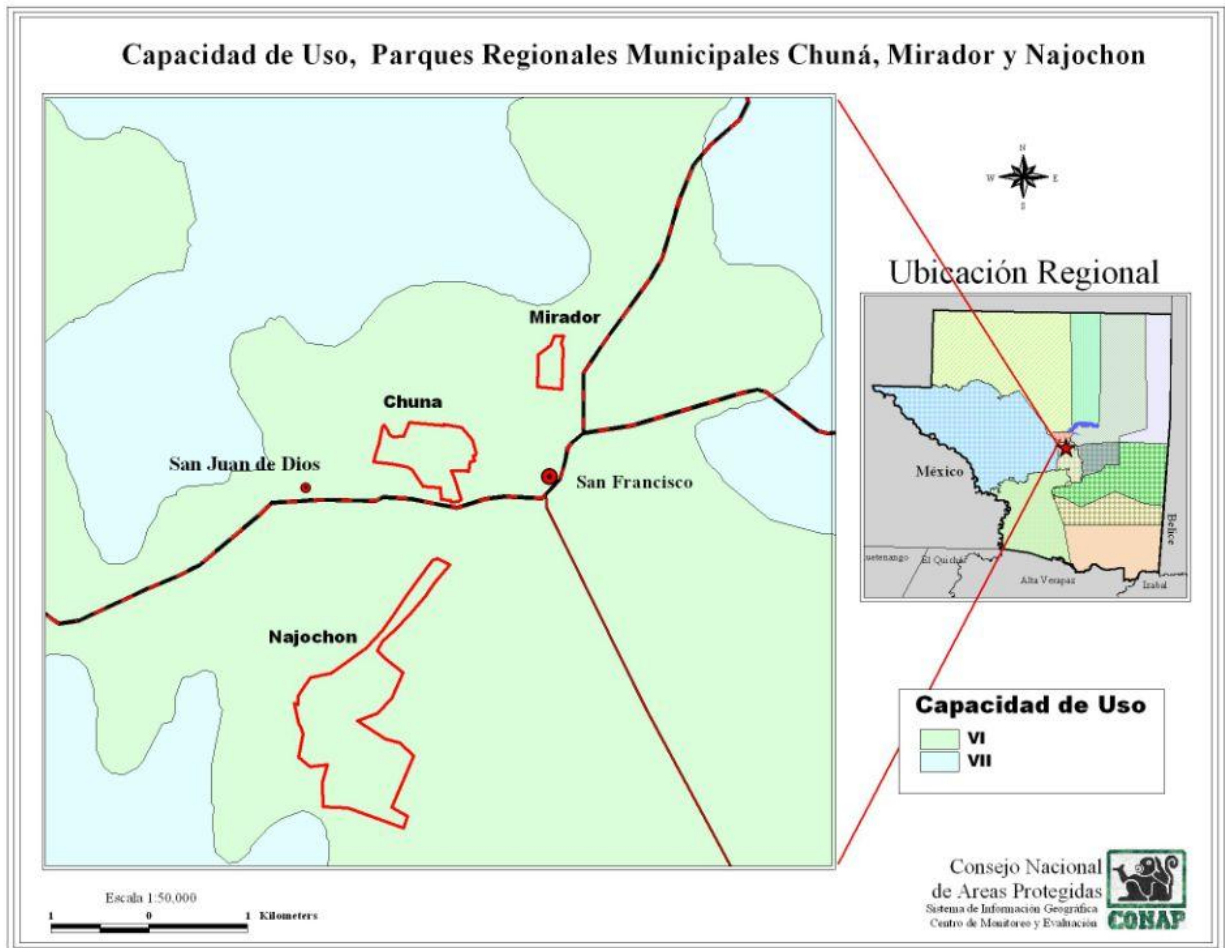 Capacidad de Uso, Parques Regionales Municipales Chuná, Mirador y Najochon
N
W E
S
Ubicación Regional
Mirador
Chuna
San Juan de Dios
San Francisco
Najochon
México
Belice
El Quiché
Alta Verapaz
Izabal
Capacidad de Uso
VI
VII
Escala 1:50,000
1 0 1 Kilometers
Consejo Nacional
de Areas Protegidas
Sistema de Información Geográfica
Centro de Monitoreo y Evaluación
CONAP